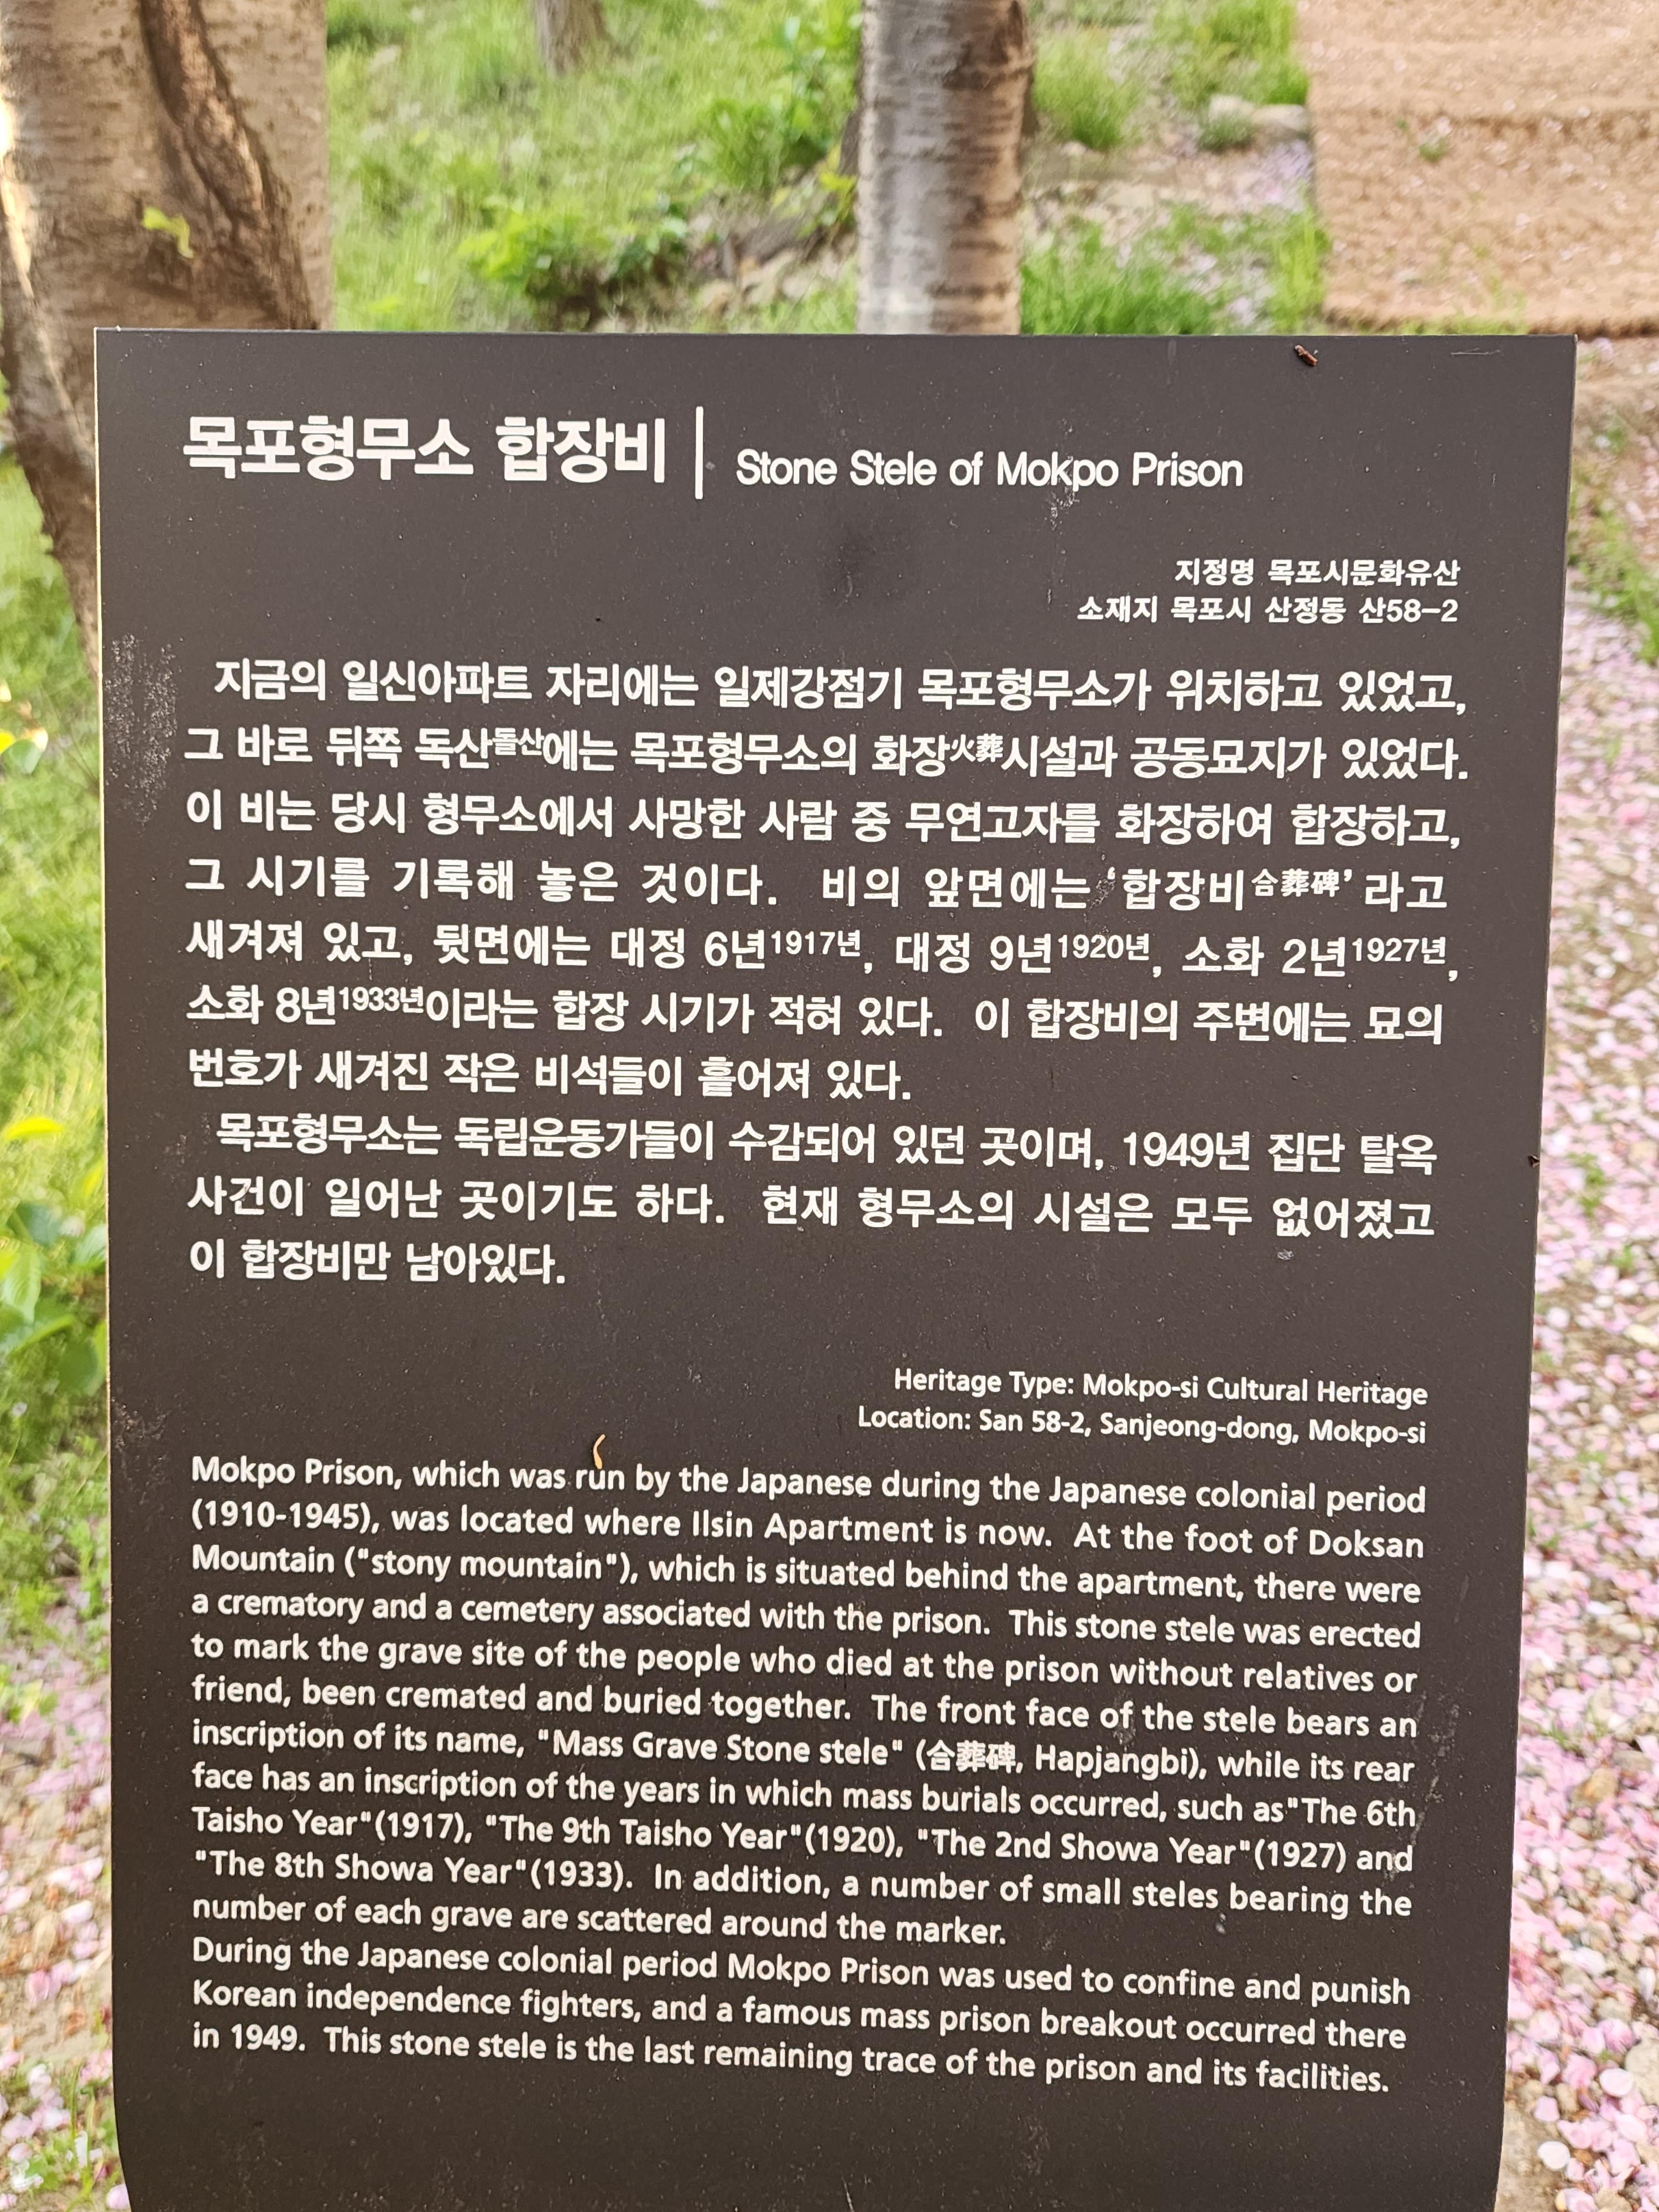 목포형무소 합장비 | Stone Stele of Mokpo Prison
지정명 목포시문화유산
소재지 목포시 산정동 산58-2
지금의 일신아파트 자리에는 일제강점기 목포형무소가 위치하고 있었고,
그 바로 뒤쪽 독산돌산에는 목포형무소의 화장火葬시설과 공동묘지가 있었다.
이 비는 당시 형무소에서 사망한 사람 중 무연고자를 화장하여 합장하고,
그 시기를 기록해 놓은 것이다. 비의 앞면에는 ‘합장비合葬碑’ 라고
새겨져 있고, 뒷면에는 대정 6년1917년, 대정 9년1920년, 소화 2년1927년,
소화 8년1933년이라는 합장 시기가 적혀 있다. 이 합장비의 주변에는 묘의
번호가 새겨진 작은 비석들이 흩어져 있다.
목포형무소는 독립운동가들이 수감되어 있던 곳이며, 1949년 집단 탈옥
사건이 일어난 곳이기도 하다. 현재 형무소의 시설은 모두 없어졌고
이 합장비만 남아있다.
Heritage Type: Mokpo-si Cultural Heritage
Location: San 58-2, Sanjeong-dong, Mokpo-si
Mokpo Prison, which was run by the Japanese during the Japanese colonial period
(1910-1945), was located where Ilsin Apartment is now. At the foot of Doksan
Mountain ("stony mountain"), which is situated behind the apartment, there were
a crematory and a cemetery associated with the prison. This stone stele was erected
to mark the grave site of the people who died at the prison without relatives or
friend, been cremated and buried together. The front face of the stele bears an
inscription of its name, "Mass Grave Stone stele" (合葬碑, Hapjangbi), while its rear
face has an inscription of the years in which mass burials occurred, such as"The 6th
Taisho Year"(1917), "The 9th Taisho Year"(1920), "The 2nd Showa Year"(1927) and
"The 8th Showa Year"(1933). In addition, a number of small steles bearing the
number of each grave are scattered around the marker.
During the Japanese colonial period Mokpo Prison was used to confine and punish
Korean independence fighters, and a famous mass prison breakout occurred there
in 1949. This stone stele is the last remaining trace of the prison and its facilities.